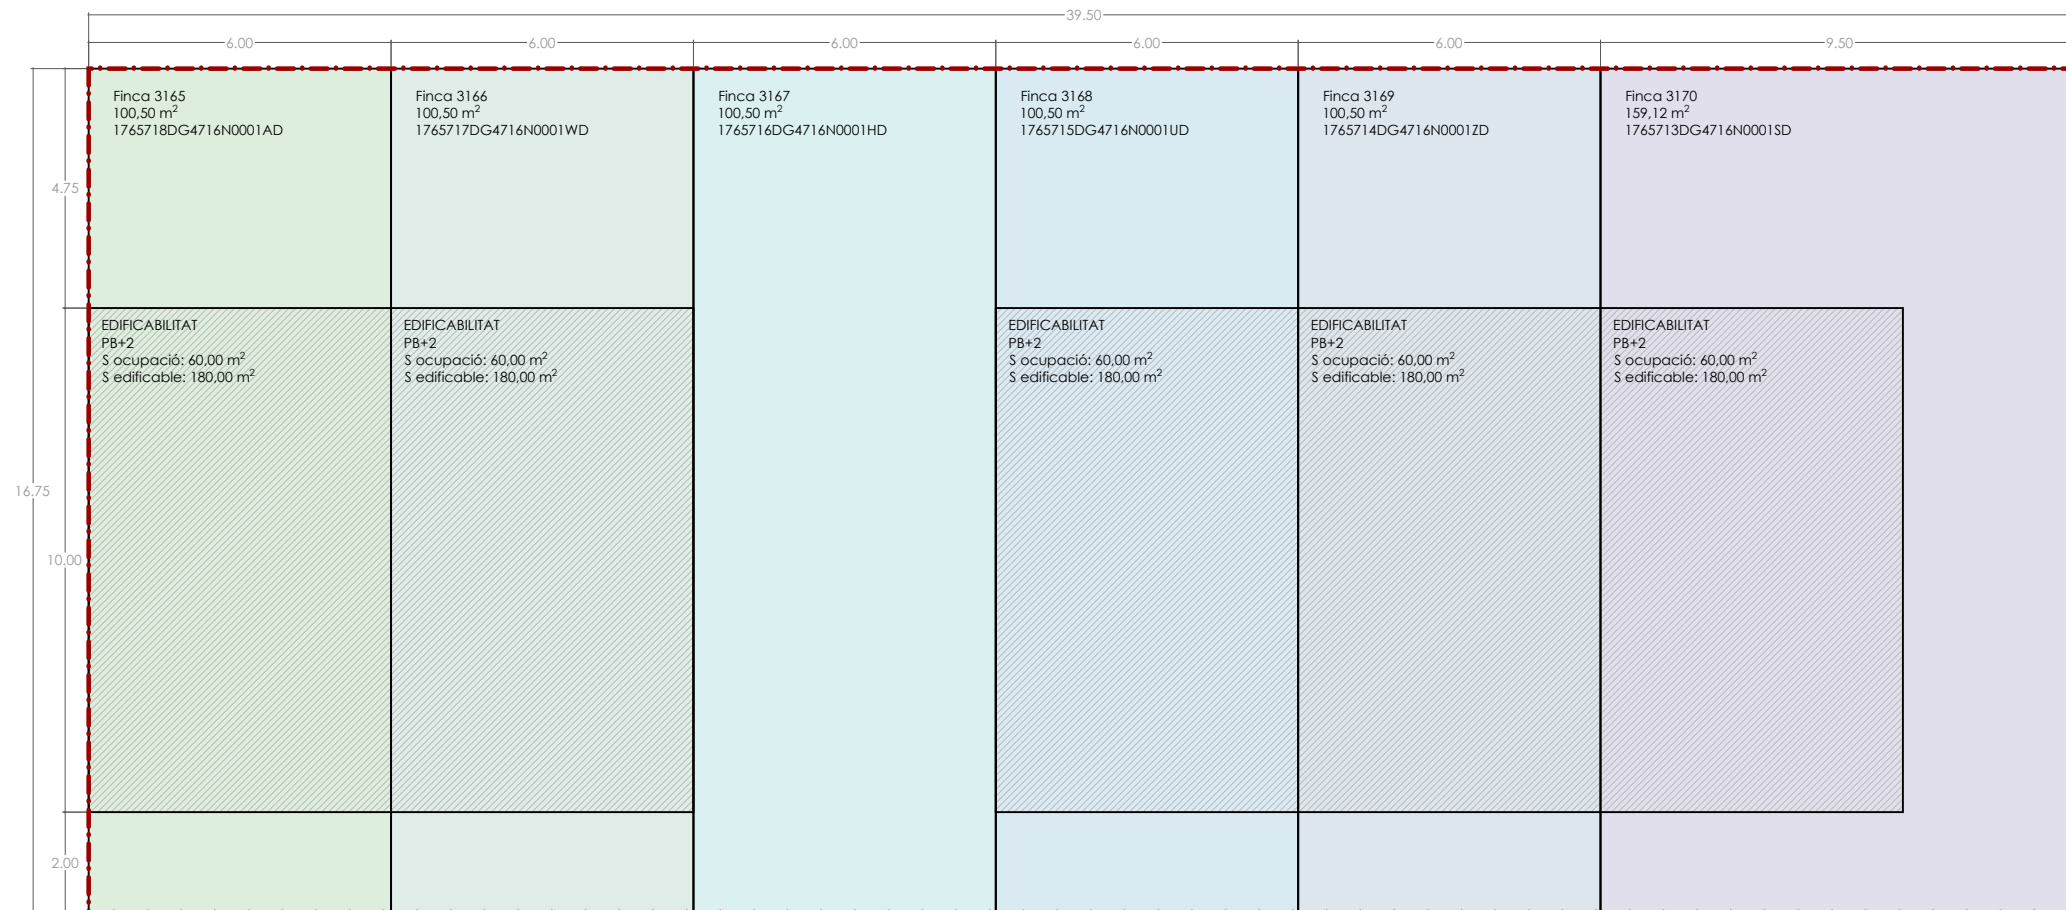 39.50
6.00
6.00
6.00
6.00
6.00
9.50
Finca 3165
100,50 m²
1765718DG4716N0001AD
Finca 3166
100,50 m²
1765717DG4716N0001WD
Finca 3167
100,50 m²
1765716DG4716N0001HD
Finca 3168
100,50 m²
1765715DG4716N0001UD
Finca 3169
100,50 m²
1765714DG4716N0001ZD
Finca 3170
159,12 m²
1765713DG4716N0001SD
4.75
EDIFICABILITAT
PB+2
S ocupació: 60,00 m²
S edificable: 180,00 m²
EDIFICABILITAT
PB+2
S ocupació: 60,00 m²
S edificable: 180,00 m²
EDIFICABILITAT
PB+2
S ocupació: 60,00 m²
S edificable: 180,00 m²
EDIFICABILITAT
PB+2
S ocupació: 60,00 m²
S edificable: 180,00 m²
EDIFICABILITAT
PB+2
S ocupació: 60,00 m²
S edificable: 180,00 m²
16.75
10.00
2.00